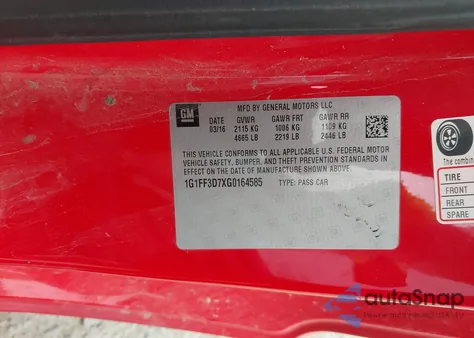 GM
MFD BY GENERAL MOTORS LLC
DATE GVWR GAWR FRT GAWR RR
03/16 2115 KG 1006 KG 1109 KG
4665 LB 2219 LB 2446 LB
THIS VEHICLE CONFORMS TO ALL APPLICABLE U.S. FEDERAL MOTOR
VEHICLE SAFETY, BUMPER, AND THEFT PREVENTION STANDARDS IN
EFFECT ON THE DATE OF MANUFACTURE SHOWN ABOVE.
1G1FF3D7XG0164585 TYPE: PASS CAR
The combined
TIRE
FRONT
REAR
SPARE
autoSnap